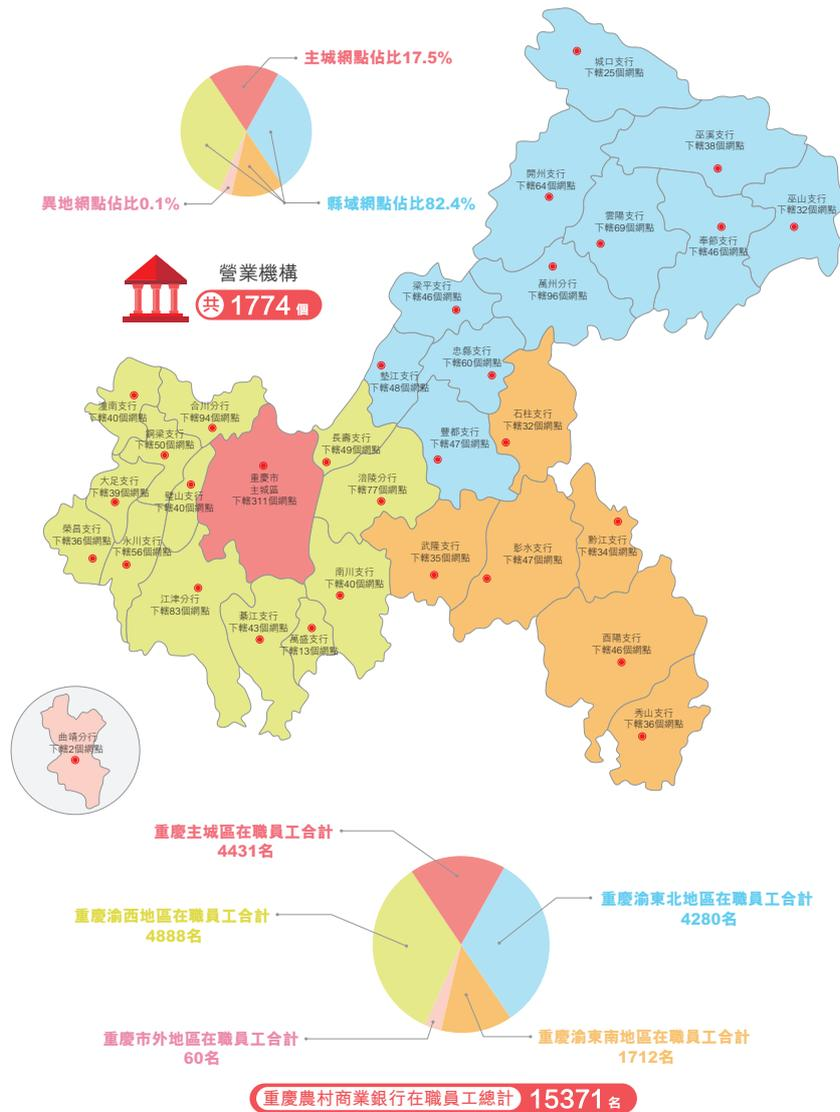 主城網點佔比17.5%
異地網點佔比0.1%
縣域網點佔比82.4%
營業機構
共 1774 個
城口支行
下轄25個網點
巫溪支行
下轄38個網點
開州支行
下轄64個網點
巫山支行
下轄32個網點
雲陽支行
下轄69個網點
奉節支行
下轄46個網點
萬州分行
下轄96個網點
梁平支行
下轄46個網點
忠縣支行
下轄60個網點
墊江支行
下轄48個網點
石柱支行
下轄32個網點
豐都支行
下轄47個網點
潼南支行
下轄40個網點
合川分行
下轄94個網點
銅梁支行
下轄50個網點
長壽支行
下轄49個網點
重慶市
主城區
下轄311個網點
涪陵分行
下轄77個網點
大足支行
下轄39個網點
璧山支行
下轄40個網點
榮昌支行
下轄36個網點
永川支行
下轄56個網點
武隆支行
下轄35個網點
彭水支行
下轄47個網點
黔江支行
下轄34個網點
南川支行
下轄40個網點
江津分行
下轄83個網點
綦江支行
下轄43個網點
萬盛支行
下轄13個網點
酉陽支行
下轄46個網點
秀山支行
下轄36個網點
曲靖分行
下轄2個網點
重慶主城區在職員工合計
4431名
重慶渝東北地區在職員工合計
4280名
重慶渝西地區在職員工合計
4888名
重慶市外地區在職員工合計
60名
重慶渝東南地區在職員工合計
1712名
重慶農村商業銀行在職員工總計 15371 名